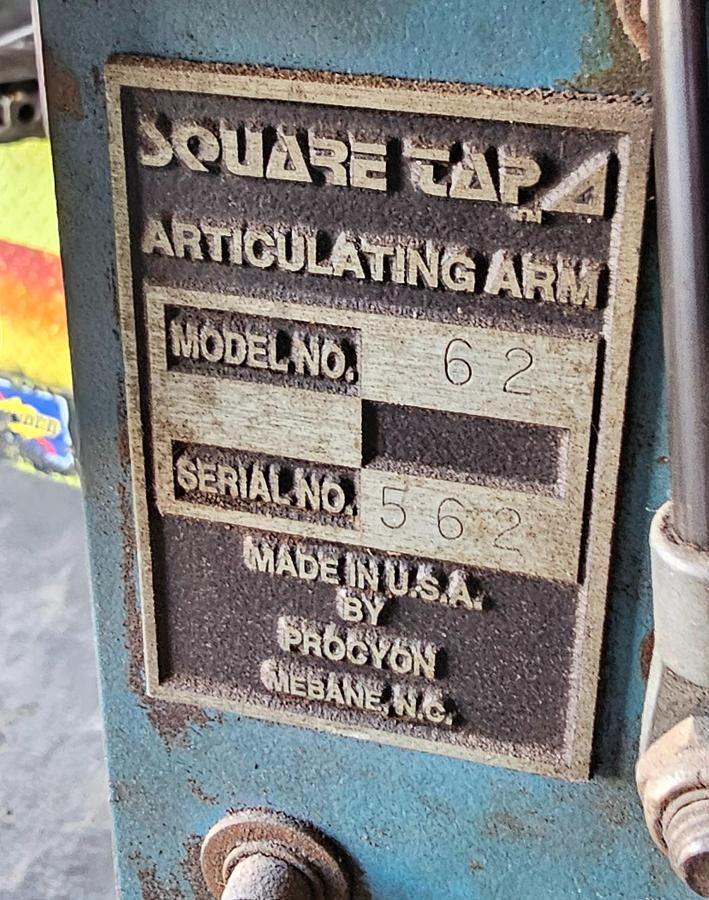 SQUARE TAP
ARTICULATING ARM
MODEL NO. 62
SERIAL NO. 562
MADE IN U.S.A.
BY
PROCYON
MEBANE, N.C.